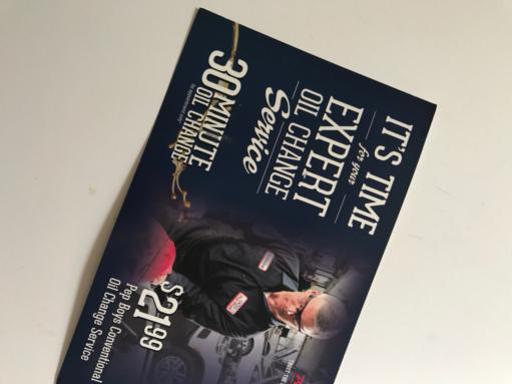 IT'S TIME
for your
EXPERT
OIL CHANGE
Service
30 MINUTE
OIL CHANGE
$21.99
Pep Boys Conventional
Oil Change Service